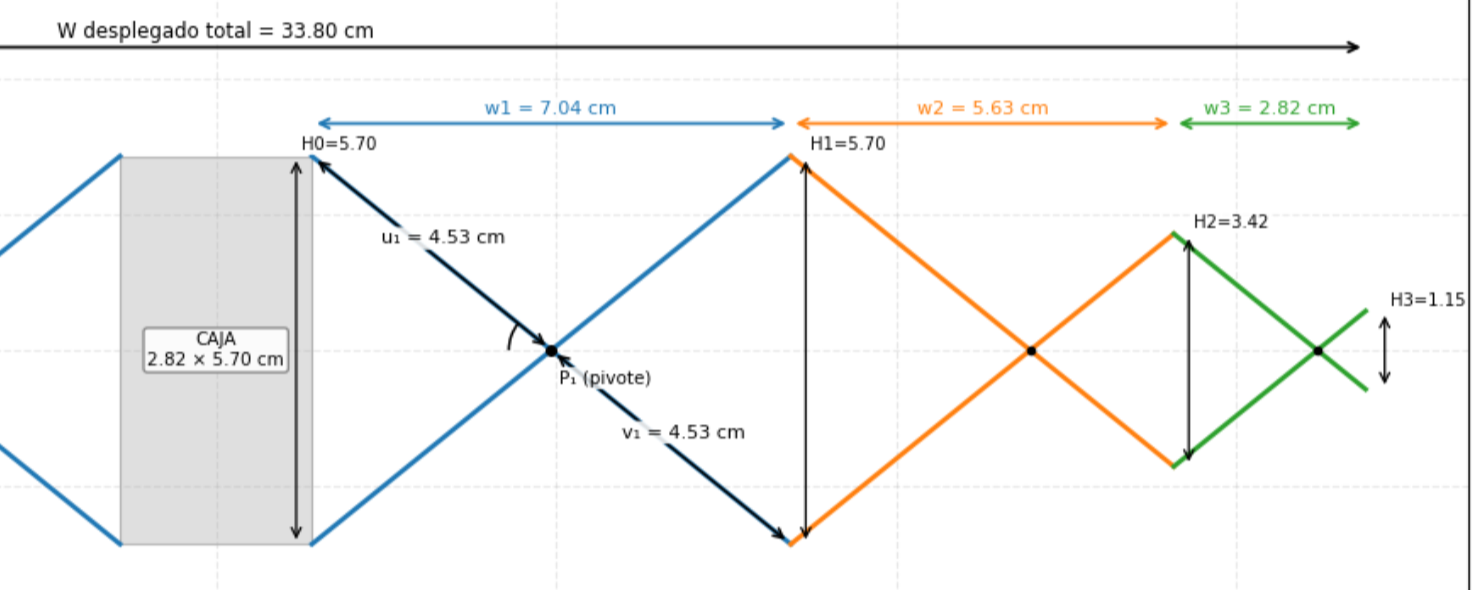 W desplegado total = 33.80 cm
w1 = 7.04 cm
w2 = 5.63 cm
w3 = 2.82 cm
H0=5.70
H1=5.70
H2=3.42
u₁ = 4.53 cm
H3=1.15
CAJA
2.82 × 5.70 cm
P₁ (pivote)
v₁ = 4.53 cm